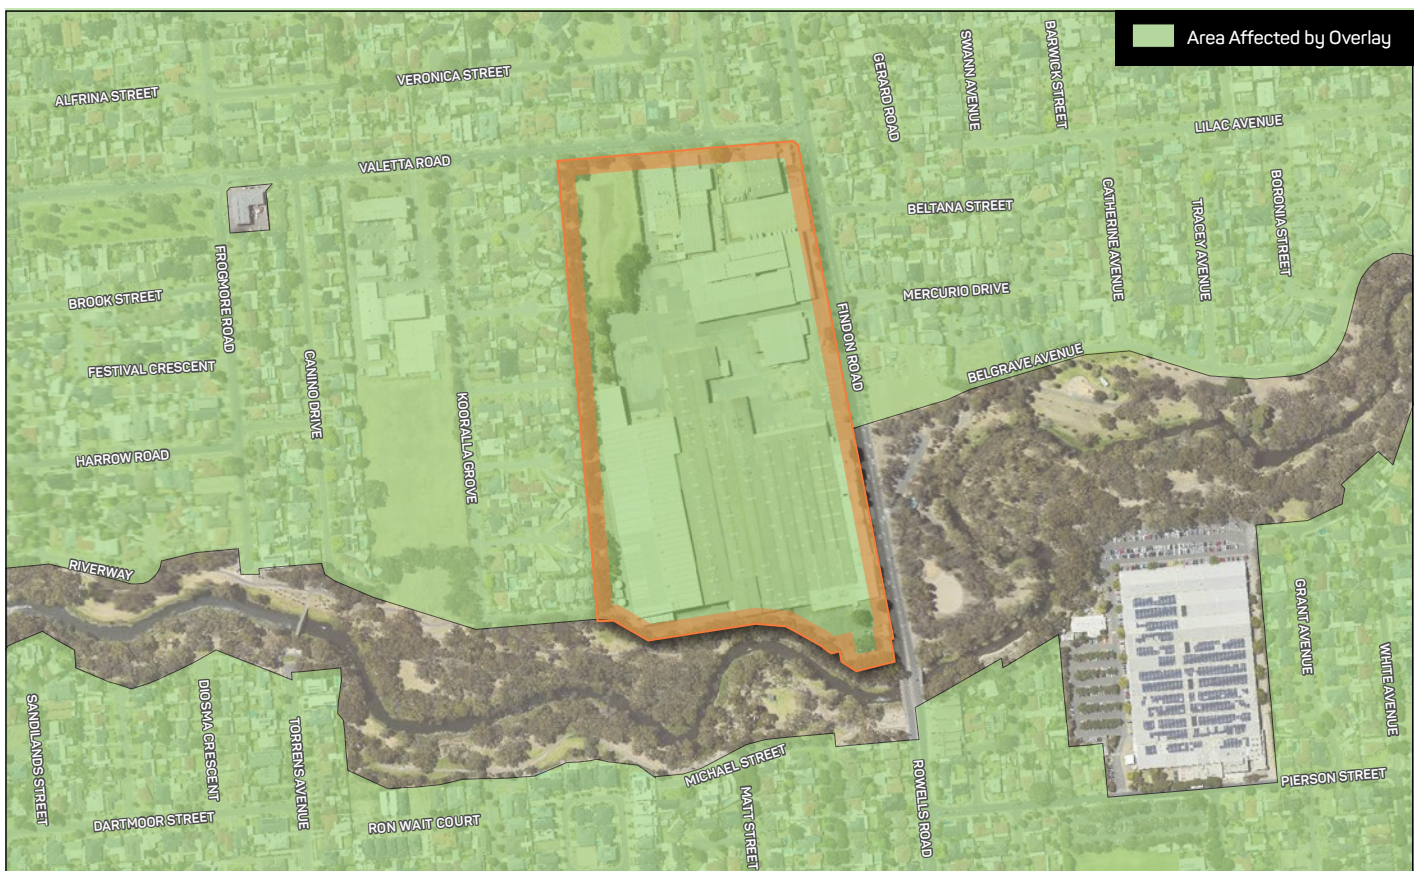 Area Affected by Overlay
ALFRINA STREET
VERONICA STREET
GERARD ROAD
SWANN AVENUE
BARWICK STREET
LILAC AVENUE
VALETTA ROAD
BELTANA STREET
CATHERINE AVENUE
TRACEY AVENUE
BORONIA STREET
BROOK STREET
FROGMORE ROAD
MERCURIO DRIVE
FINDON ROAD
FESTIVAL CRESCENT
CANINO DRIVE
BELGRAVE AVENUE
KOORALLA GROVE
HARROW ROAD
RIVERWAY
GRANT AVENUE
WHITE AVENUE
SANDILANDS STREET
DIOSMA CRESCENT
TORRENS AVENUE
MICHAEL STREET
ROWELLS ROAD
PIERSON STREET
MATT STREET
DARTMOOR STREET
RON WAIT COURT